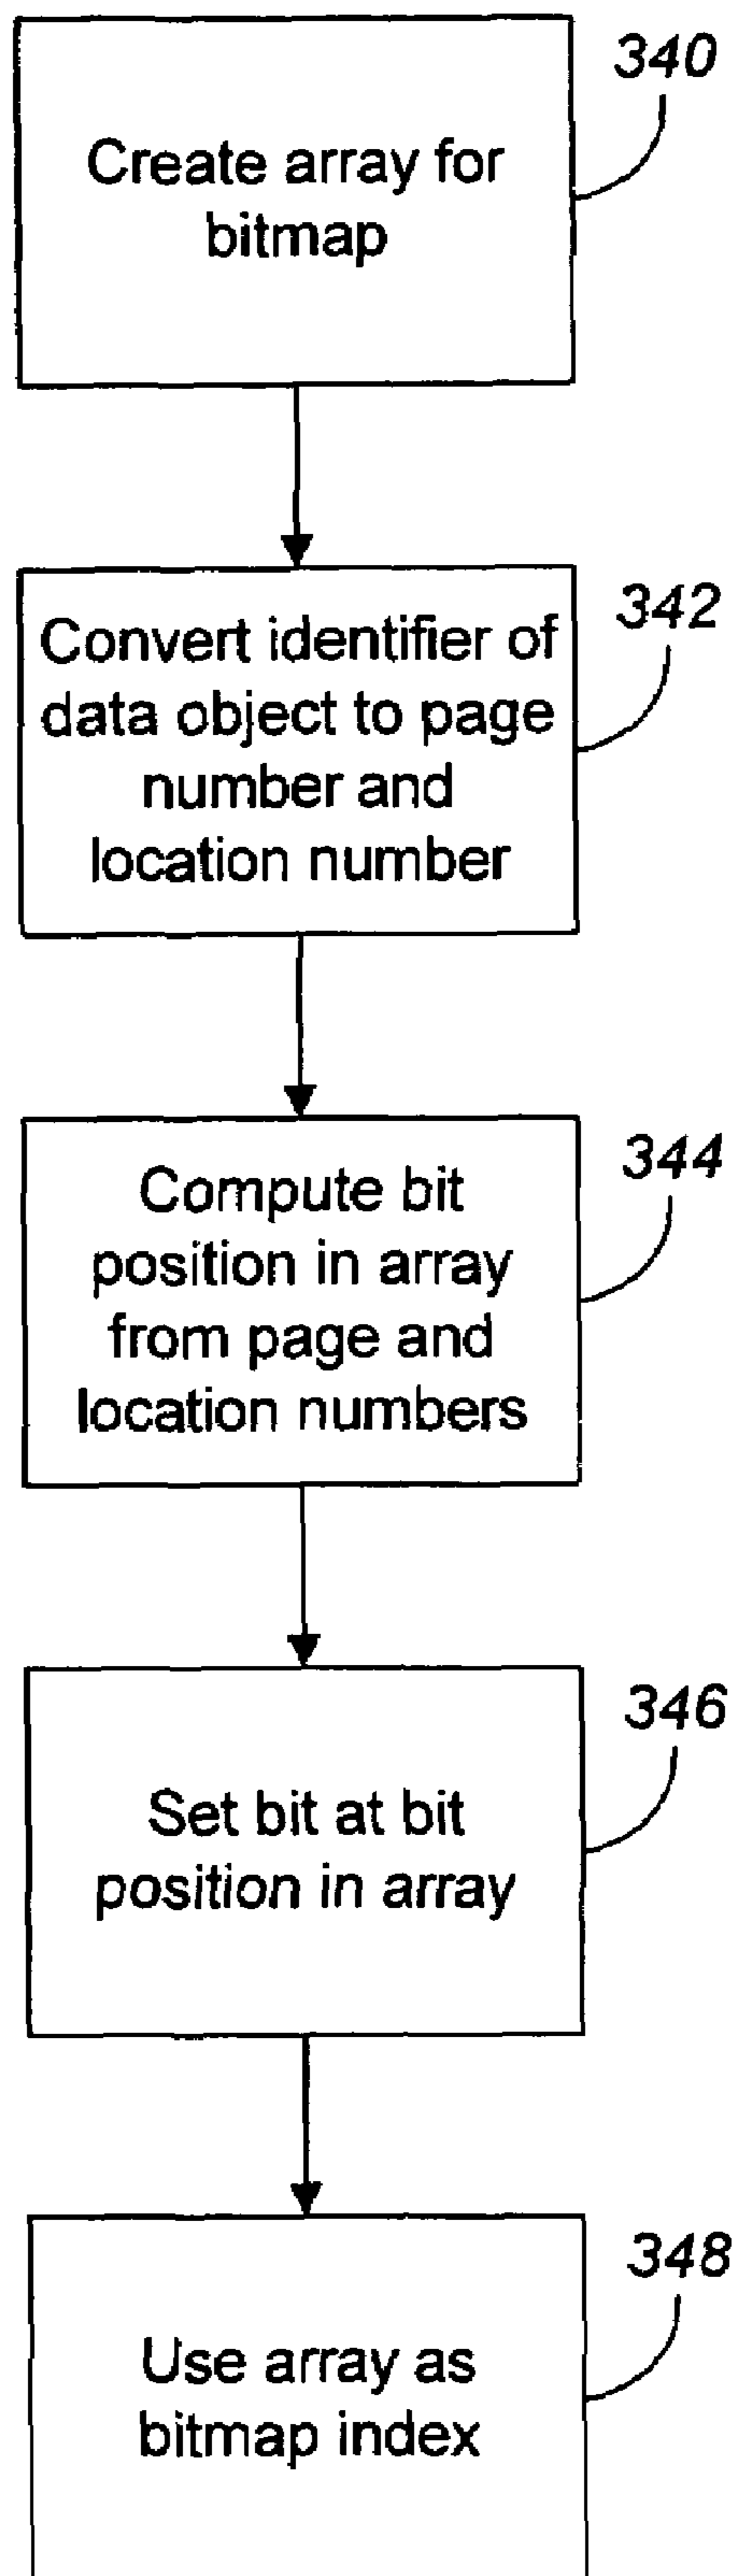 340
Create array for
bitmap
342
Convert identifier of
data object to page
number and
location number
344
Compute bit
position in array
from page and
location numbers
346
Set bit at bit
position in array
348
Use array as
bitmap index